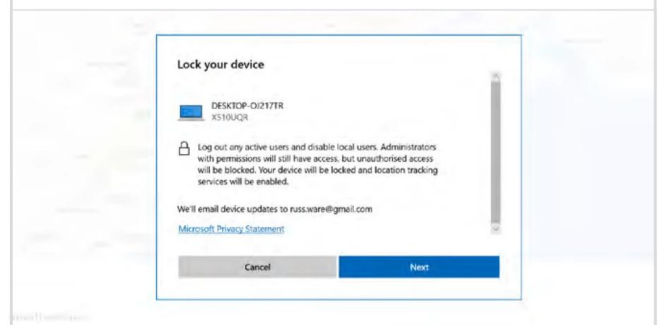 Lock your device
DESKTOP-OJ217TR
X510UQR
Log out any active users and disable local users. Administrators
with permissions will still have access, but unauthorised access
will be blocked. Your device will be locked and location tracking
services will be enabled.
We'll email device updates to russ.ware@gmail.com
Microsoft Privacy Statement
Cancel
Next